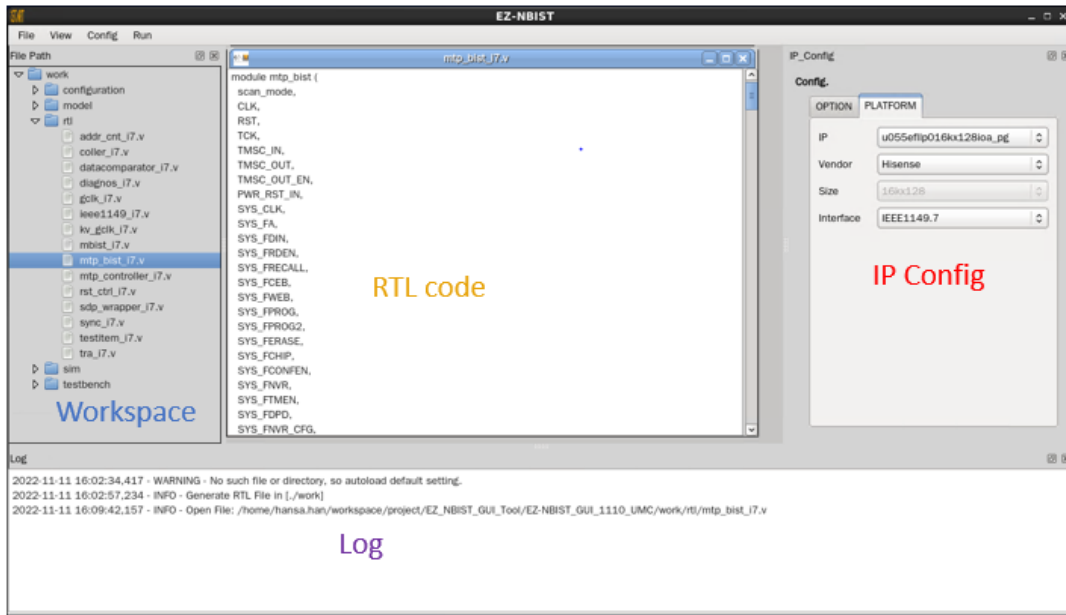 EZ-NBIST
File View Config Run
File Path
work
configuration
model
rtl
addr_cnt_i7.v
coller_i7.v
datacomparator_i7.v
diagnos_i7.v
gclk_i7.v
ieee1149_i7.v
kv_gclk_i7.v
mbist_i7.v
mtp_bist_i7.v
mtp_controller_i7.v
rst_ctrl_i7.v
sdp_wrapper_i7.v
sync_i7.v
testitem_i7.v
tra_i7.v
sim
testbench
Workspace
mtp_bist_i7.v
module mtp_bist (
scan_mode,
CLK,
RST,
TCK,
TMSC_IN,
TMSC_OUT,
TMSC_OUT_EN,
PWR_RST_IN,
SYS_CLK,
SYS_FA,
SYS_FDIN,
SYS_FRDEN,
SYS_FRECALL,
SYS_FCEB,
SYS_FWEB,
SYS_FPROG,
SYS_FPROG2,
SYS_FERASE,
SYS_FCHIP,
SYS_FCONFEN,
SYS_FNVR,
SYS_FTMEN,
SYS_FDPD,
SYS_FNVR_CFG,
RTL code
IP_Config
Config.
OPTION PLATFORM
IP u055efllp016kx128ioa_pg
Vendor Hisense
Size 16kx128
Interface IEEE1149.7
IP Config
Log
2022-11-11 16:02:34,417 - WARNING - No such file or directory, so autoload default setting.
2022-11-11 16:02:57,234 - INFO - Generate RTL File in [./work]
2022-11-11 16:09:42,157 - INFO - Open File: /home/hansa.han/workspace/project/EZ_NBIST_GUI_Tool/EZ-NBIST_GUI_1110_UMC/work/rtl/mtp_bist_i7.v
Log